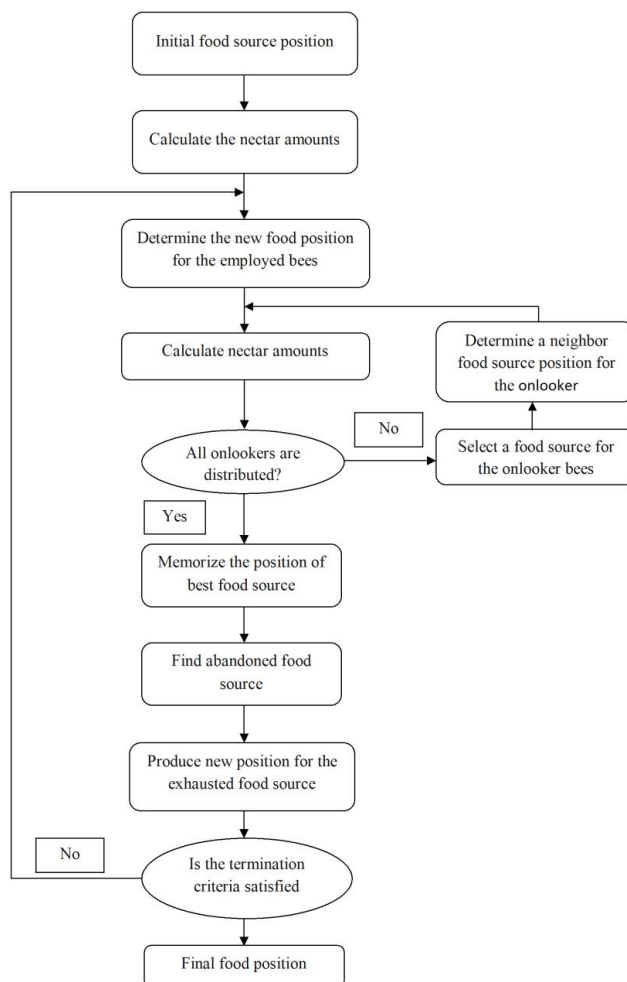 Initial food source position
Calculate the nectar amounts
Determine the new food position
for the employed bees
Calculate nectar amounts
Determine a neighbor
food source position for
the onlooker
No
All onlookers are
distributed?
Select a food source for
the onlooker bees
Yes
Memorize the position of
best food source
Find abandoned food
source
Produce new position for the
exhausted food source
No
Is the termination
criteria satisfied
Final food position